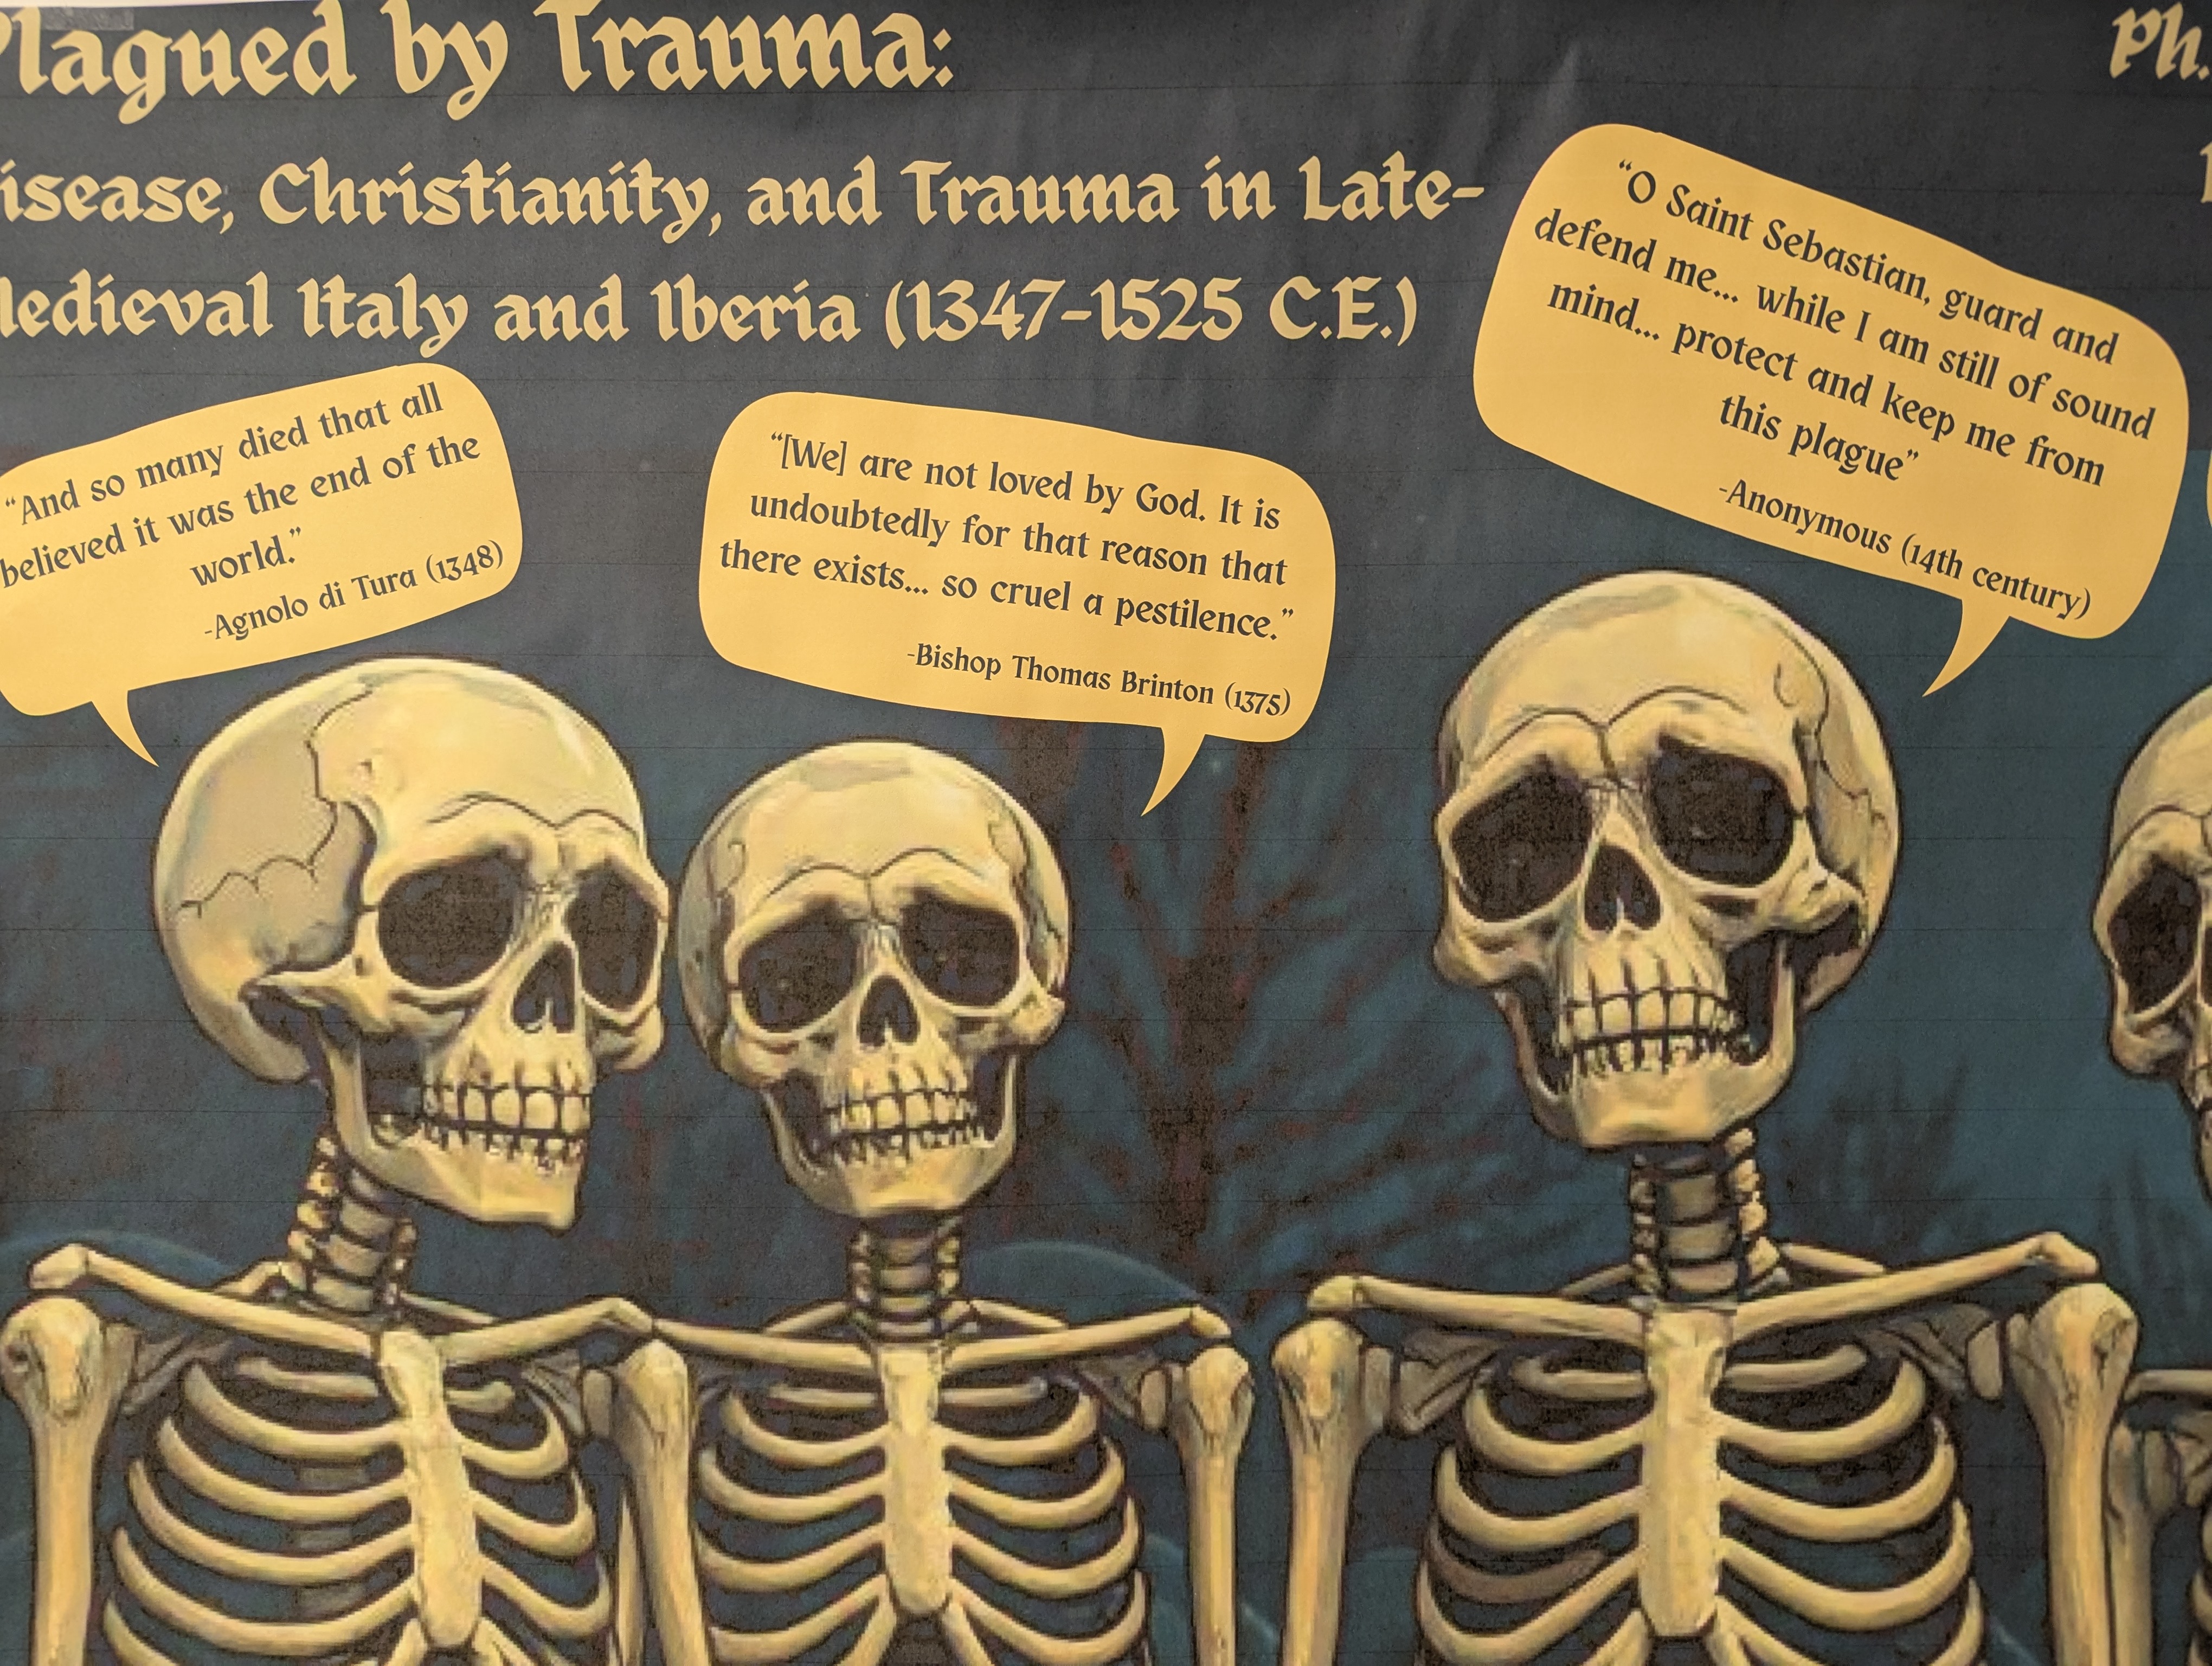 Plagued by Trauma:
isease, Christianity, and Trauma in Late-
edieval Italy and Iberia (1347-1525 C.E.)
Ph.
“And so many died that all
believed it was the end of the
world.”
-Agnolo di Tura (1348)
“[We] are not loved by God. It is
undoubtedly for that reason that
there exists... so cruel a pestilence.”
-Bishop Thomas Brinton (1375)
“O Saint Sebastian, guard and
defend me... while I am still of sound
mind... protect and keep me from
this plague”
-Anonymous (14th century)